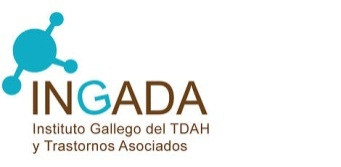 INGADA
Instituto Gallego del TDAH
y Trastornos Asociados